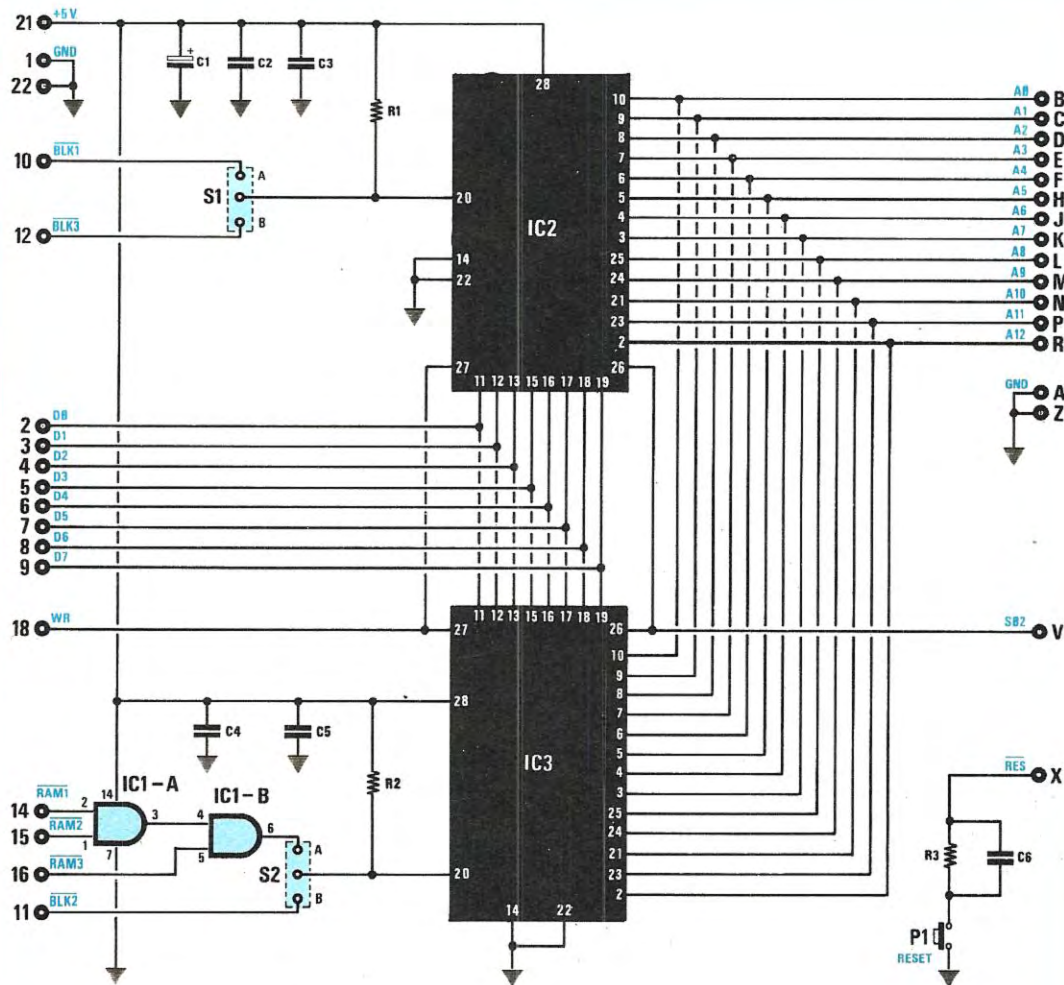 21 +5V
1 GND
22
C1 +
C2
C3
R1
28
10 BLK1
A
S1
B
12 BLK3
20
IC2
14
22
27
10
9
8
7
6
5
4
3
25
24
21
23
2
26
A0 B
A1 C
A2 D
A3 E
A4 F
A5 H
A6 J
A7 K
A8 L
A9 M
A10 N
A11 P
A12 R
11 12 13 15 16 17 18 19
GND A
Z
2 D0
3 D1
4 D2
5 D3
6 D4
7 D5
8 D6
9 D7
11 12 13 15 16 17 18 19
18 WR
27
26
SB2 V
28
10
9
8
7
6
5
4
3
25
24
21
23
2
IC3
C4
C5
R2
20
14
22
IC1-A
IC1-B
14 RAM1
15 RAM2
16 RAM3
11 BLK2
2
1
14
7
3
4
5
6
A
S2
B
RES X
R3
C6
P1
RESET